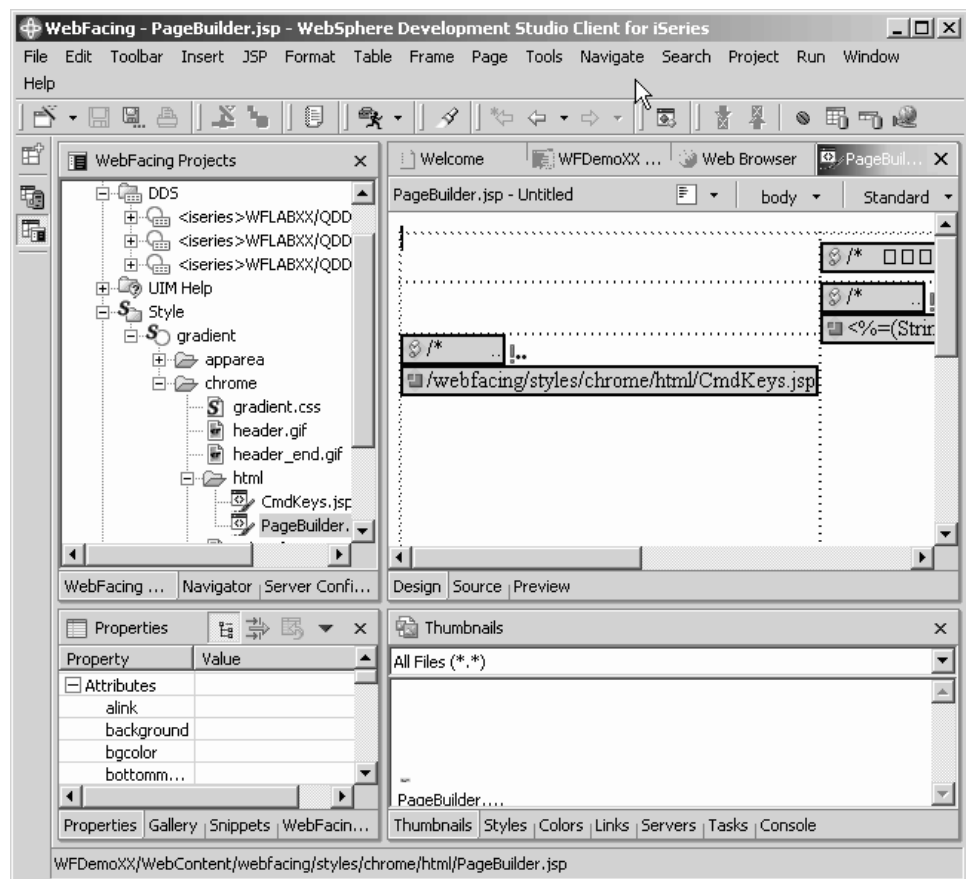 WebFacing - PageBuilder.jsp - WebSphere Development Studio Client for iSeries
File Edit Toolbar Insert JSP Format Table Frame Page Tools Navigate Search Project Run Window
Help
WebFacing Projects
DDS
<iseries>WFLABXX/QDD
<iseries>WFLABXX/QDD
<iseries>WFLABXX/QDD
UIM Help
Style
gradient
apparea
chrome
gradient.css
header.gif
header_end.gif
html
CmdKeys.jsp
PageBuilder.
WebFacing ... Navigator Server Confi...
Welcome WFDemoXX ... Web Browser PageBuil...
PageBuilder.jsp - Untitled body Standard
/*
/* ..
<%=(Strin
/* ..
/webfacing/styles/chrome/html/CmdKeys.jsp
Design Source Preview
Properties
Property Value
Attributes
alink
background
bgcolor
bottomm...
Properties Gallery Snippets WebFacin...
Thumbnails
All Files (*.*)
PageBuilder....
Thumbnails Styles Colors Links Servers Tasks Console
WFDemoXX/WebContent/webfacing/styles/chrome/html/PageBuilder.jsp